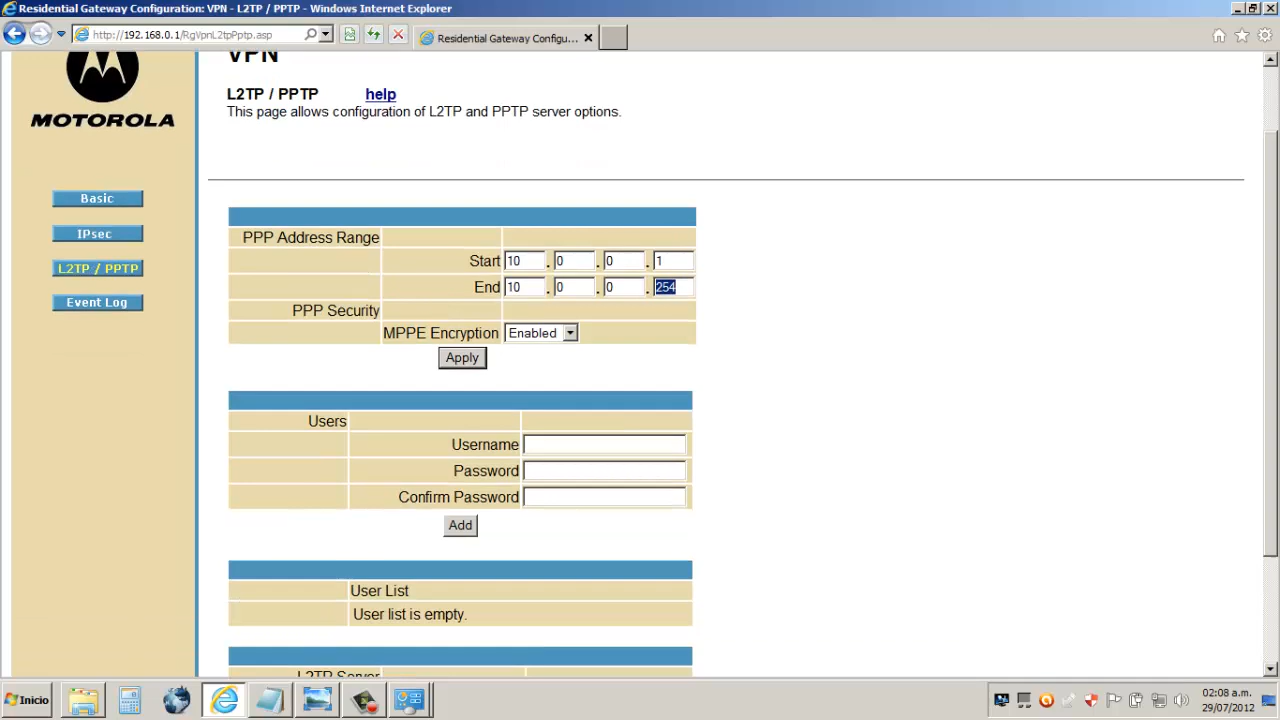 Residential Gateway Configuration: VPN - L2TP / PPTP - Windows Internet Explorer
http://192.168.0.1/RgVpnL2tpPptp.asp
Residential Gateway Configu...
VPN
L2TP / PPTP help
This page allows configuration of L2TP and PPTP server options.
MOTOROLA
Basic
IPsec
L2TP / PPTP
Event Log
PPP Address Range
Start 10 . 0 . 0 . 1
End 10 . 0 . 0 . 254
PPP Security
MPPE Encryption Enabled
Apply
Users
Username
Password
Confirm Password
Add
User List
User list is empty.
L2TP Server
Inicio
02:08 a.m.
29/07/2012